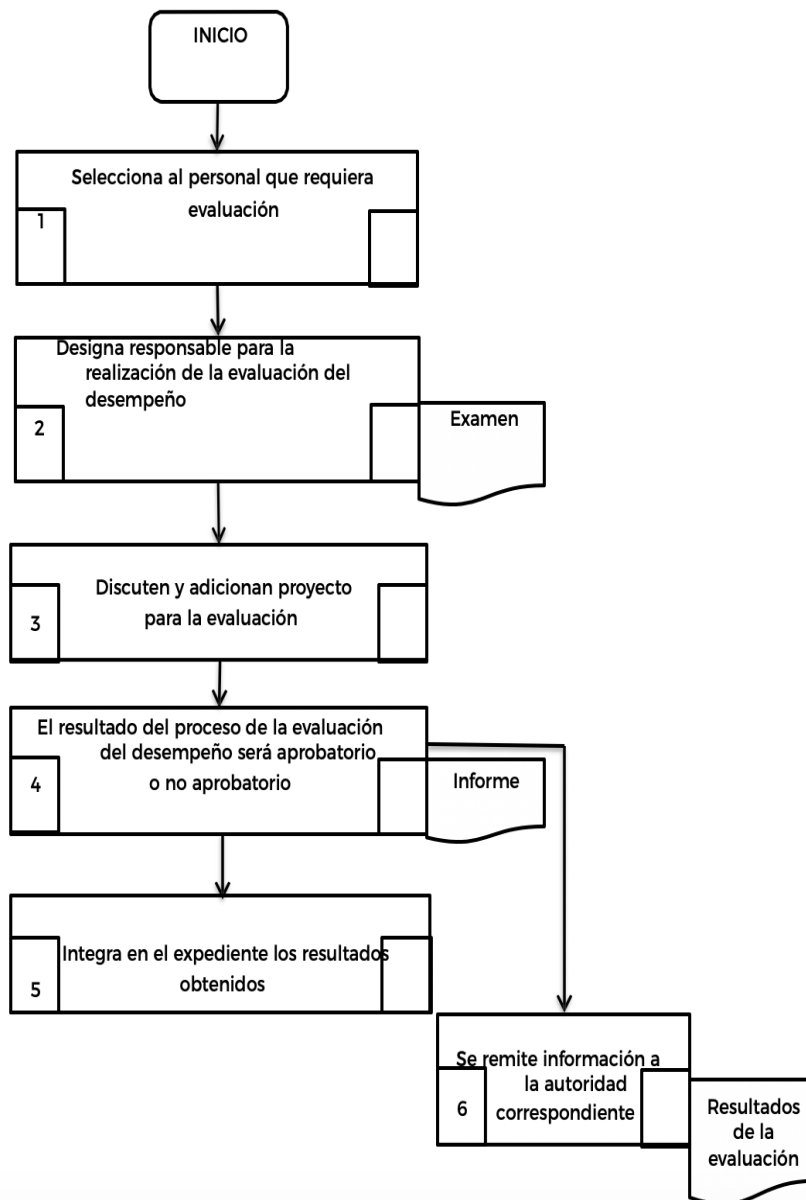 INICIO
Selecciona al personal que requiera
evaluación
1
Designa responsable para la
realización de la evaluación del
desempeño
2
Examen
Discuten y adicionan proyecto
para la evaluación
3
El resultado del proceso de la evaluación
del desempeño será aprobatorio
o no aprobatorio
4
Informe
Integra en el expediente los resultados
obtenidos
5
Se remite información a
la autoridad
correspondiente
6
Resultados
de la
evaluación